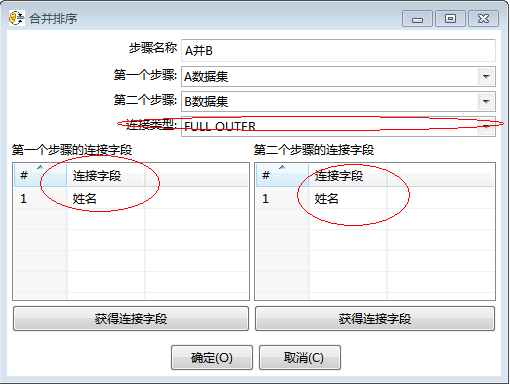 合并排序
步骤名称 A并B
第一个步骤: A数据集
第二个步骤: B数据集
连接类型: FULL OUTER
第一个步骤的连接字段 第二个步骤的连接字段
# 连接字段 # 连接字段
1 姓名 1 姓名
获得连接字段 获得连接字段
确定(O) 取消(C)